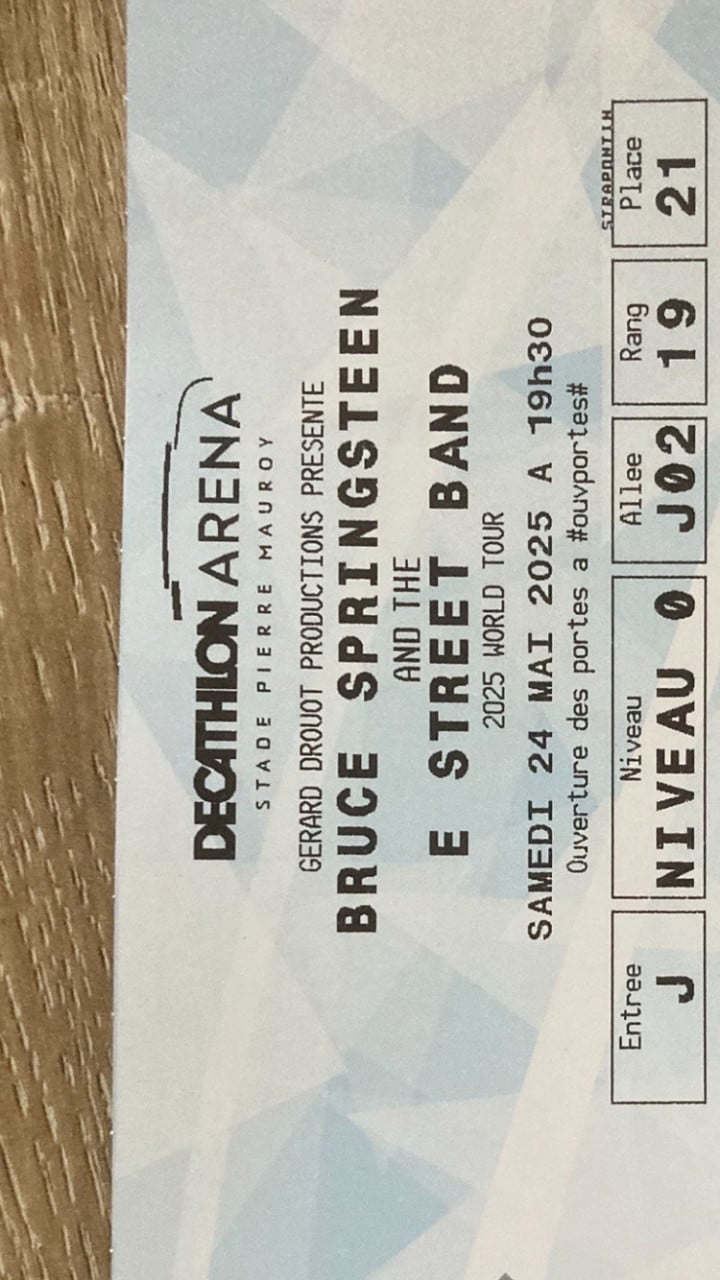 DECATHLON ARENA
STADE PIERRE MAUROY
GERARD DROUOT PRODUCTIONS PRESENTE
BRUCE SPRINGSTEEN
AND THE
E STREET BAND
2025 WORLD TOUR
SAMEDI 24 MAI 2025 A 19h30
Ouverture des portes a #ouvportes#
STRAPONTIN
Entree Niveau Allee Rang Place
J NIVEAU 0 J02 19 21